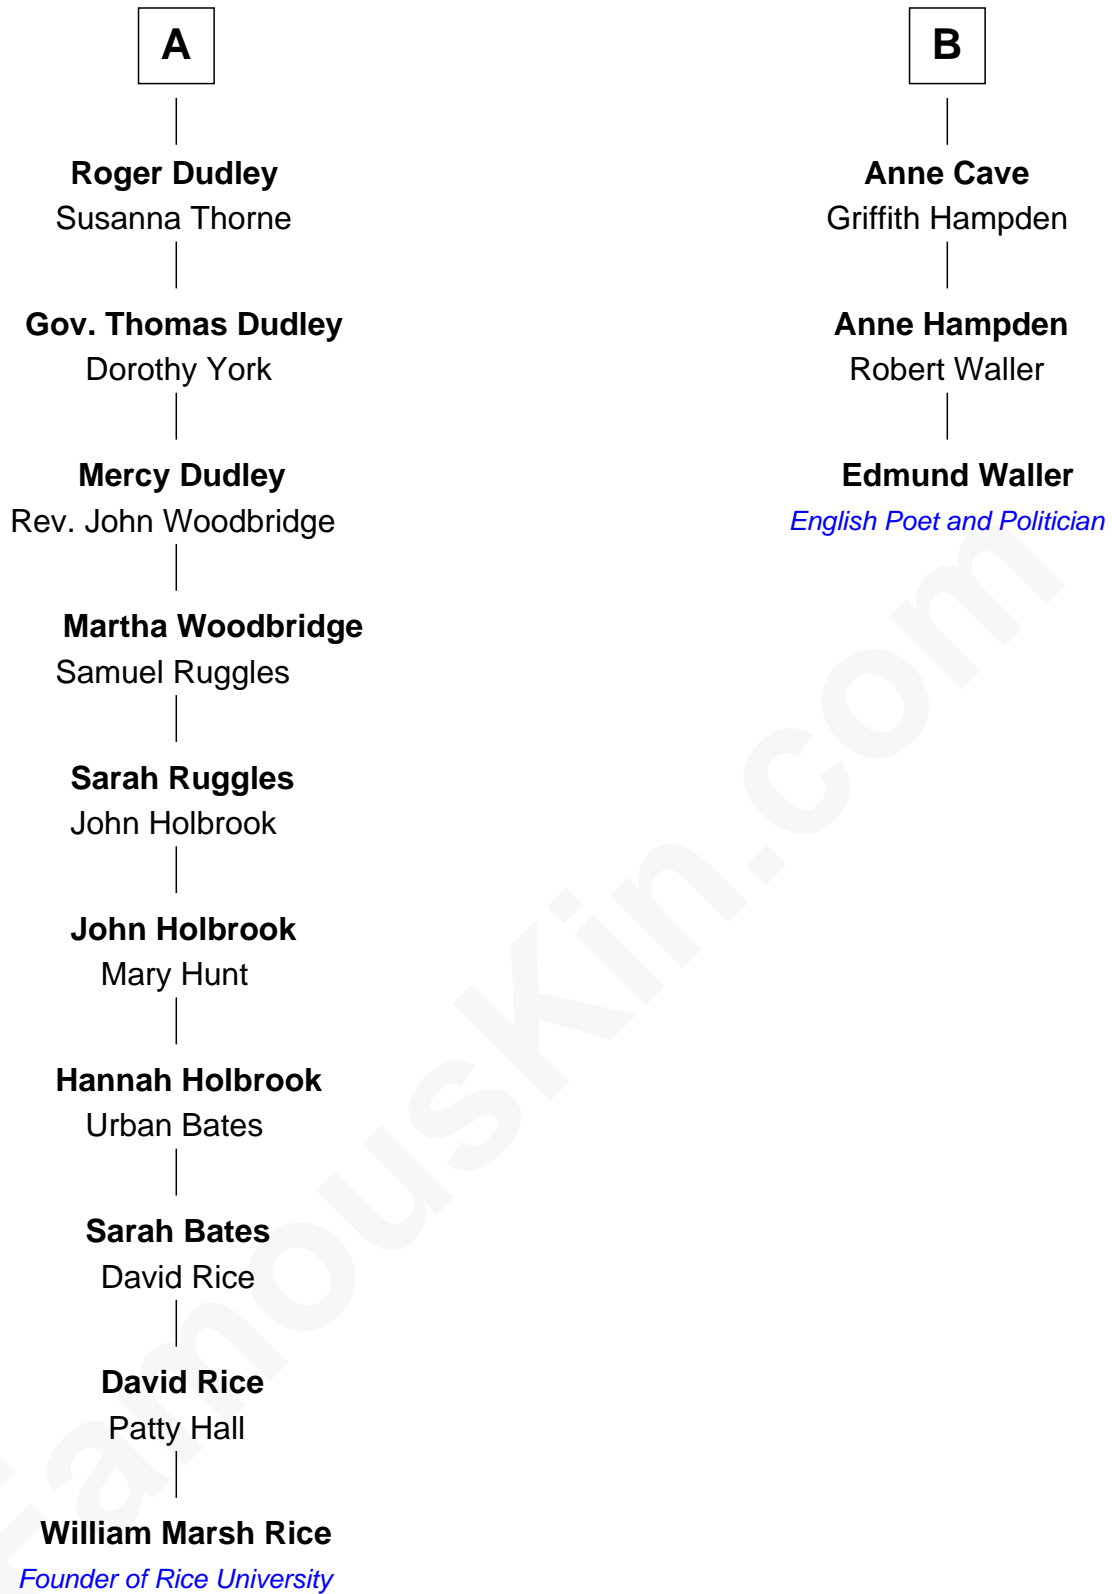 A
Roger Dudley
Susanna Thorne
Gov. Thomas Dudley
Dorothy York
Mercy Dudley
Rev. John Woodbridge
Martha Woodbridge
Samuel Ruggles
Sarah Ruggles
John Holbrook
John Holbrook
Mary Hunt
Hannah Holbrook
Urban Bates
Sarah Bates
David Rice
David Rice
Patty Hall
William Marsh Rice
Founder of Rice University
B
Anne Cave
Griffith Hampden
Anne Hampden
Robert Waller
Edmund Waller
English Poet and Politician
FamousKin.com